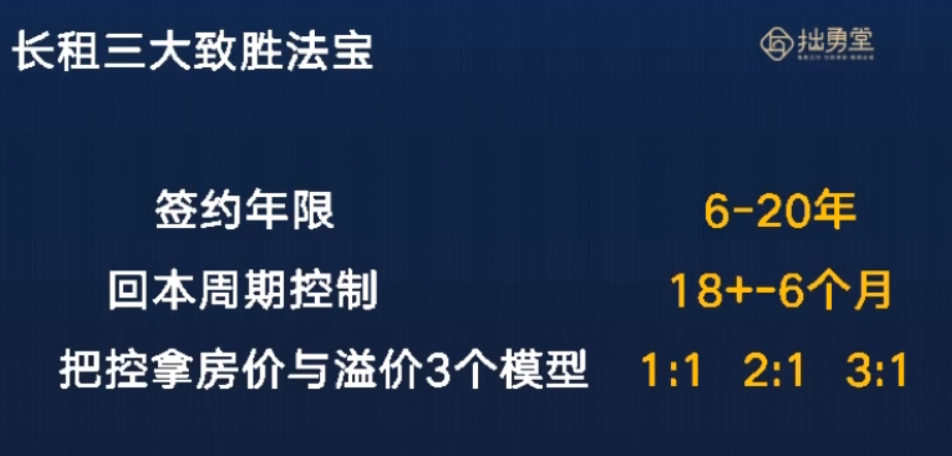 长租三大致胜法宝
拙勇堂
签约年限 6-20年
回本周期控制 18+-6个月
把控拿房价与溢价3个模型 1:1 2:1 3:1